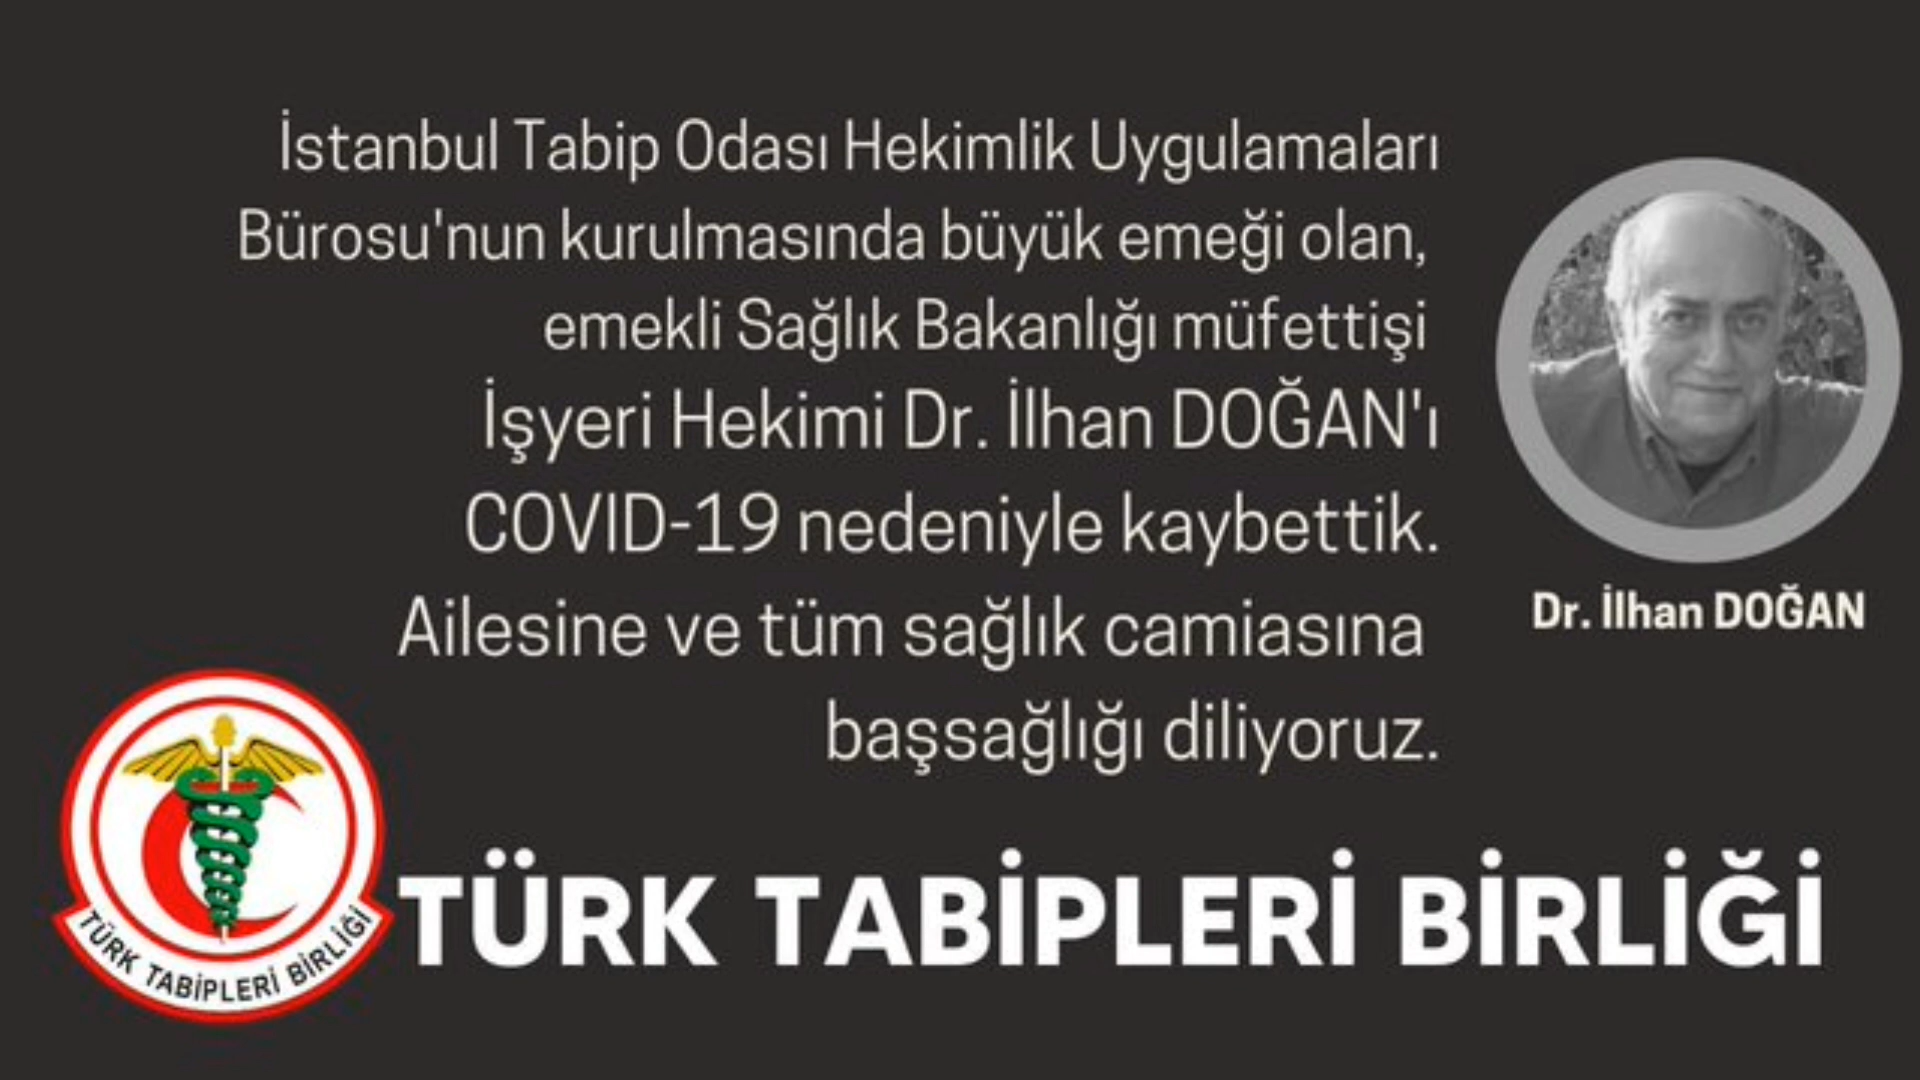 İstanbul Tabip Odası Hekimlik Uygulamaları
Bürosu'nun kurulmasında büyük emeği olan,
emekli Sağlık Bakanlığı müfettişi
İşyeri Hekimi Dr. İlhan DOĞAN'ı
COVID-19 nedeniyle kaybettik.
Ailesine ve tüm sağlık camiasına
başsağlığı diliyoruz.
Dr. İlhan DOĞAN
TÜRK TABİPLERİ BİRLİĞİ
TÜRK TABİPLERİ BİRLİĞİ